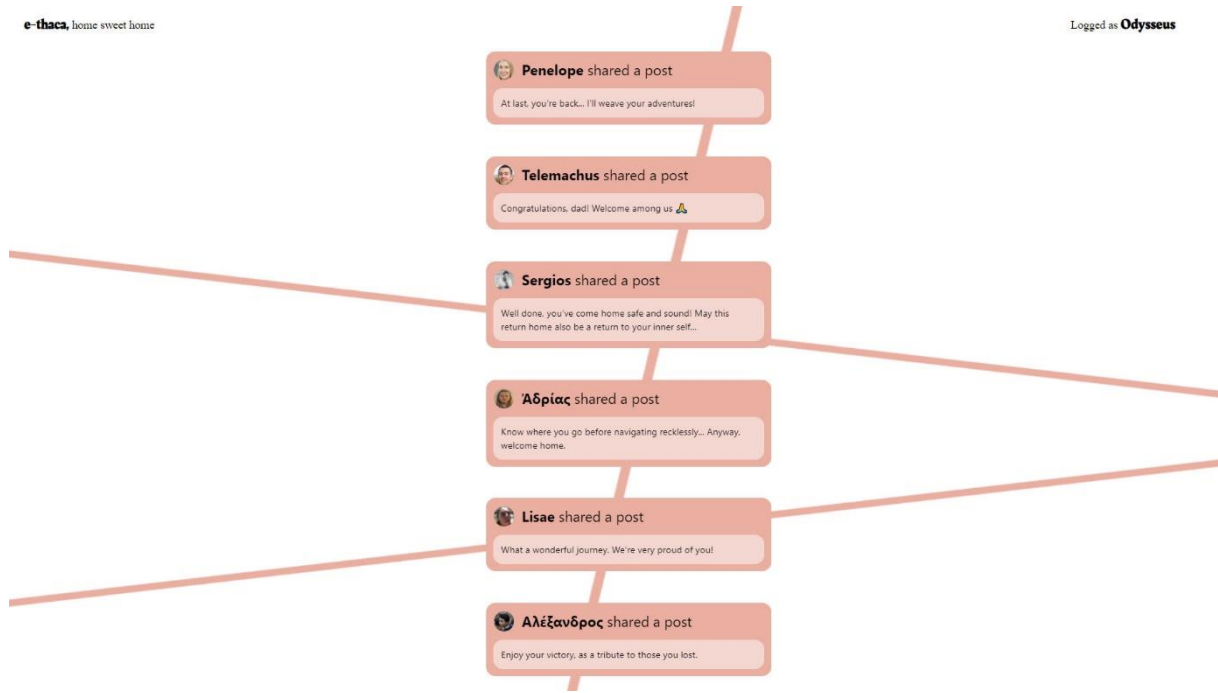 e-thaca, home sweet home
Logged as Odysseus
Penelope shared a post
At last, you're back... I'll weave your adventures!
Telemachus shared a post
Congratulations, dad! Welcome among us 🙏
Sergios shared a post
Well done, you've come home safe and sound! May this
return home also be a return to your inner self...
Ἀδρίας shared a post
Know where you go before navigating recklessly... Anyway,
welcome home.
Lisae shared a post
What a wonderful journey. We're very proud of you!
Αλέξανδρος shared a post
Enjoy your victory, as a tribute to those you lost.